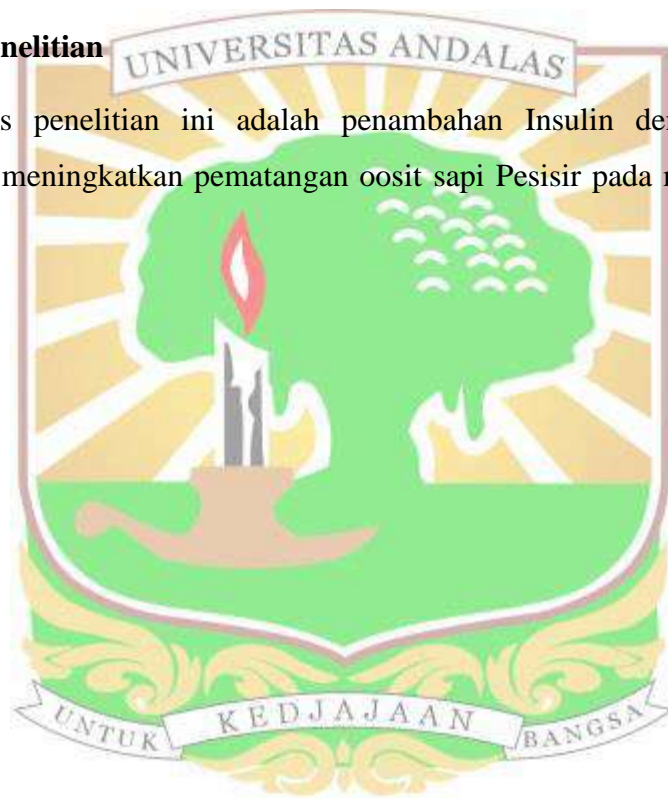 nelitian
UNIVERSITAS ANDALAS
s penelitian ini adalah penambahan Insulin de
meningkatkan pematangan oosit sapi Pesisir pada
UNTUK KEDJAJAAN BANGSA